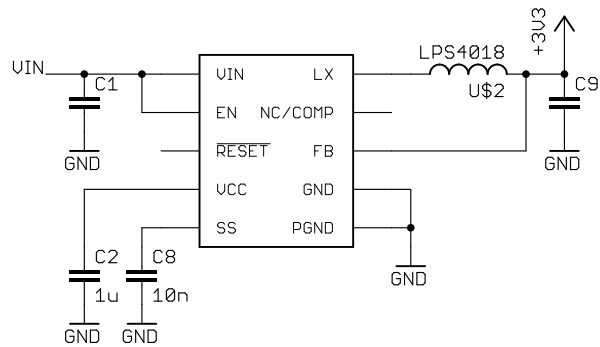 +3V3
LPS4018
VIN
VIN
LX
C1
U$2
C9
EN
NC/COMP
GND
RESET
FB
GND
VCC
GND
SS
PGND
C2
C8
GND
1u
10n
GND
GND